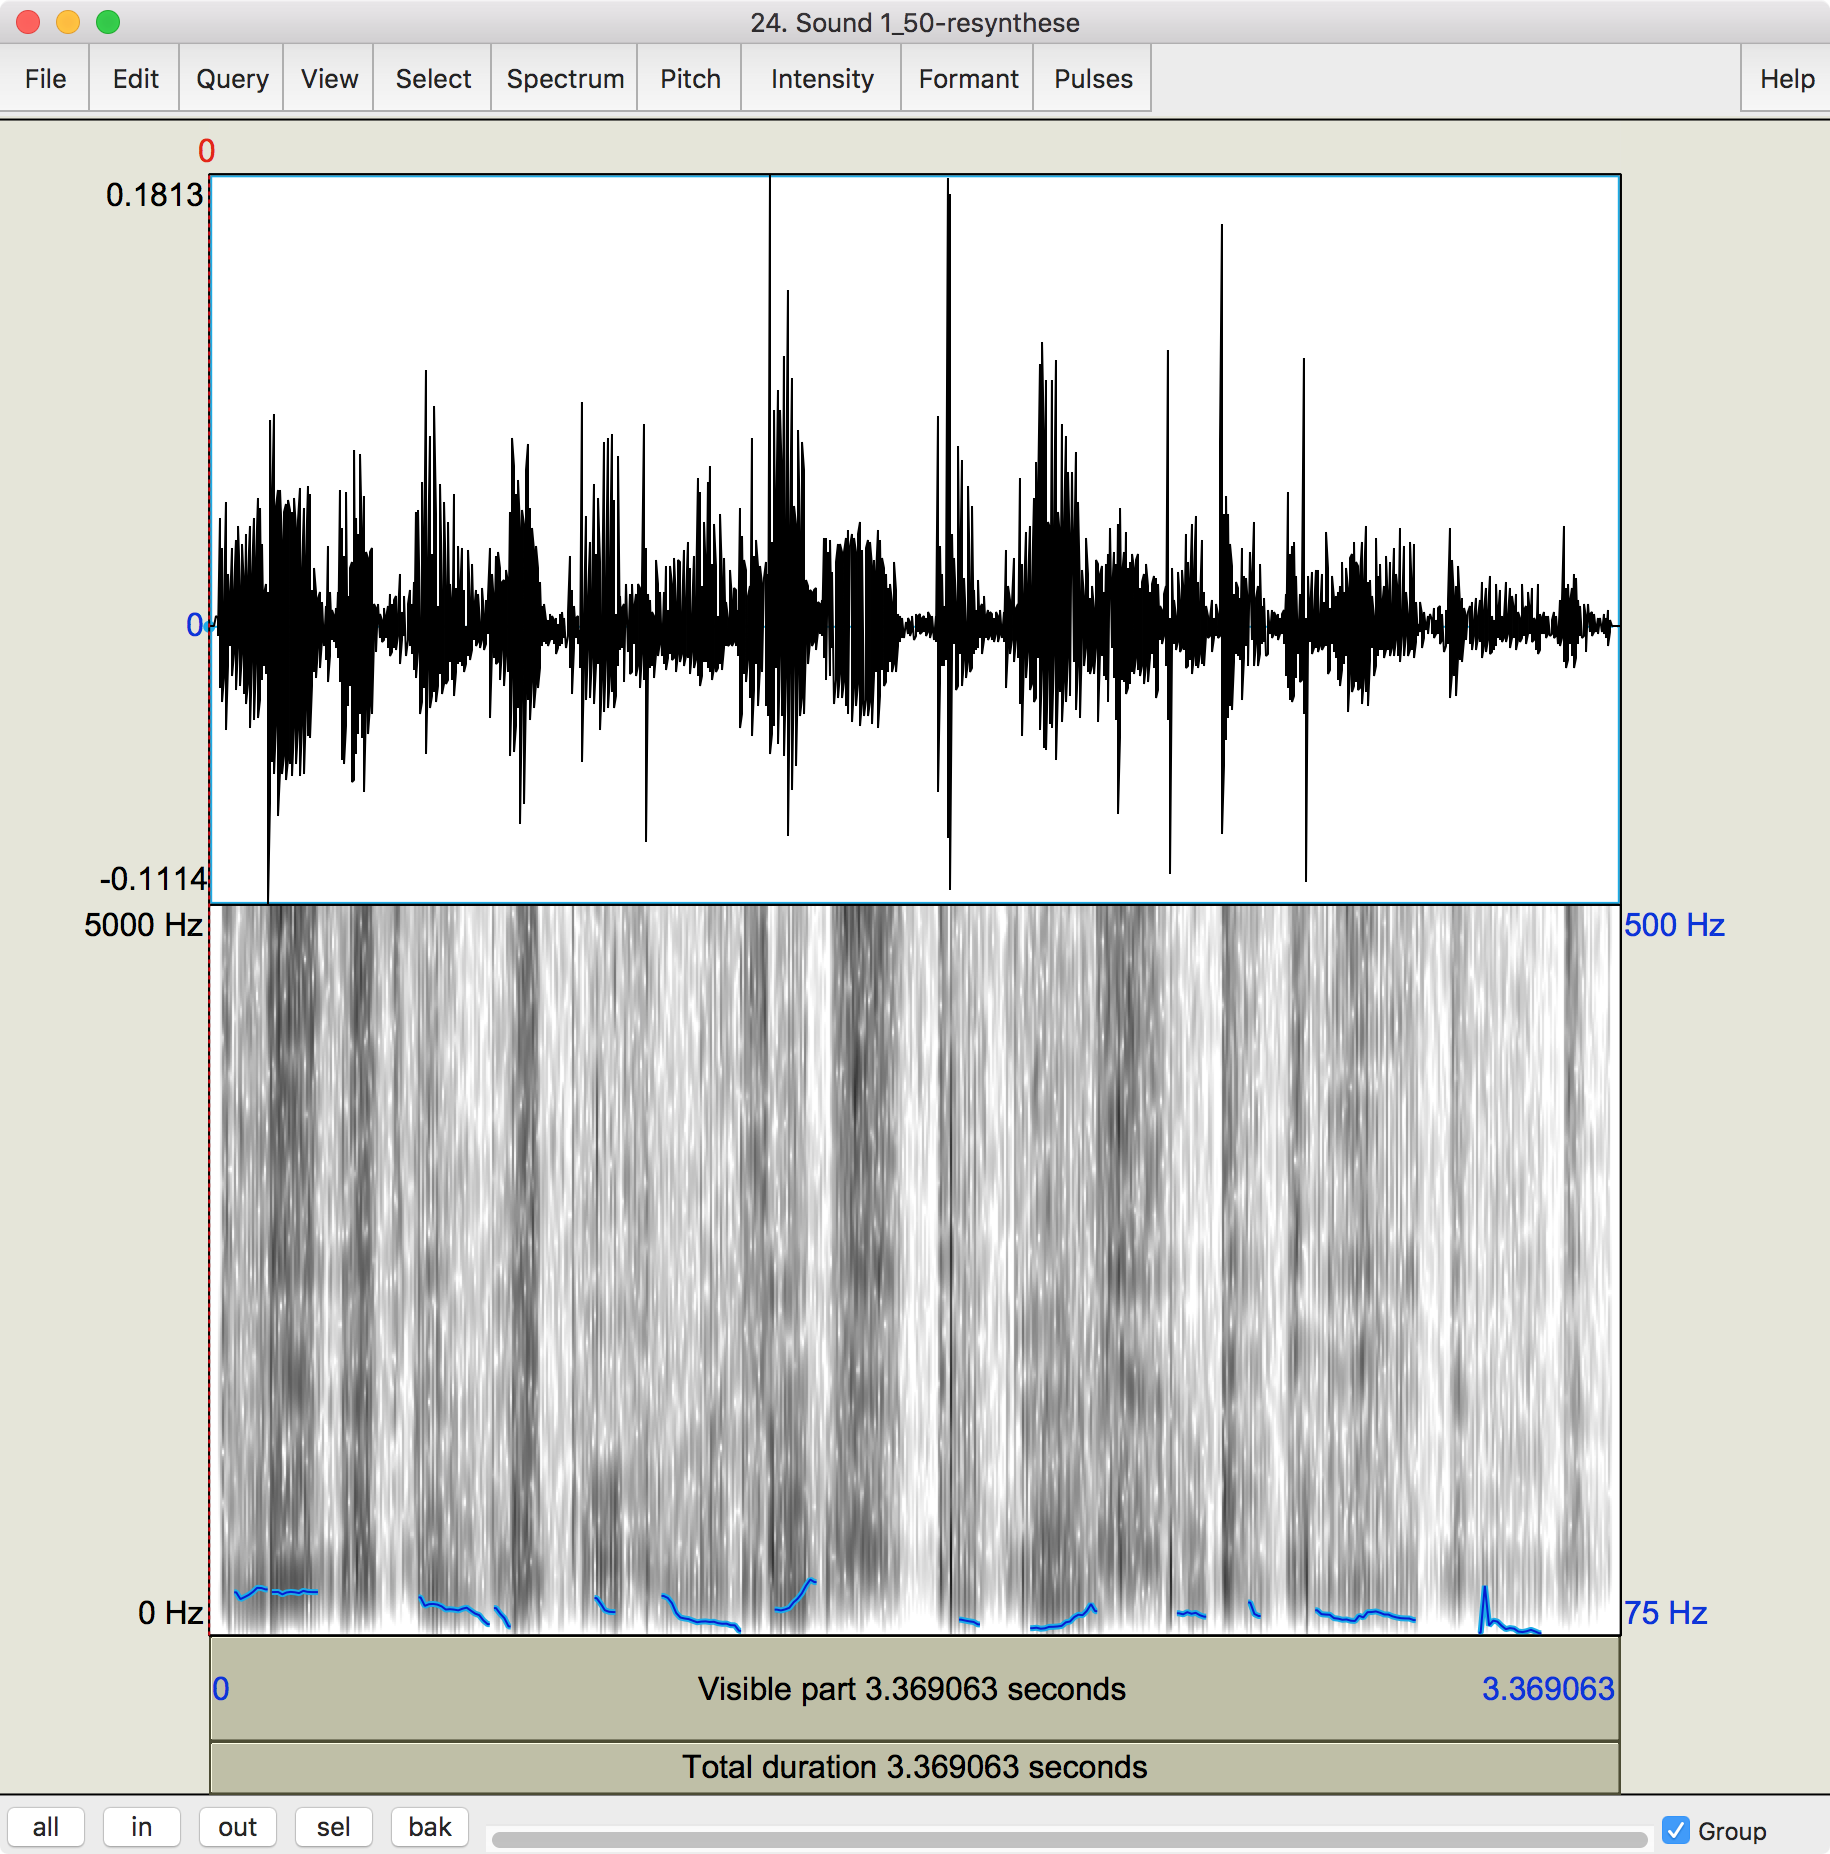 24. Sound 1_50-resynthese
File Edit Query View Select Spectrum Pitch Intensity Formant Pulses Help
0
0.1813
0
-0.1114
5000 Hz 500 Hz
0 Hz 75 Hz
0 Visible part 3.369063 seconds 3.369063
Total duration 3.369063 seconds
all in out sel bak Group